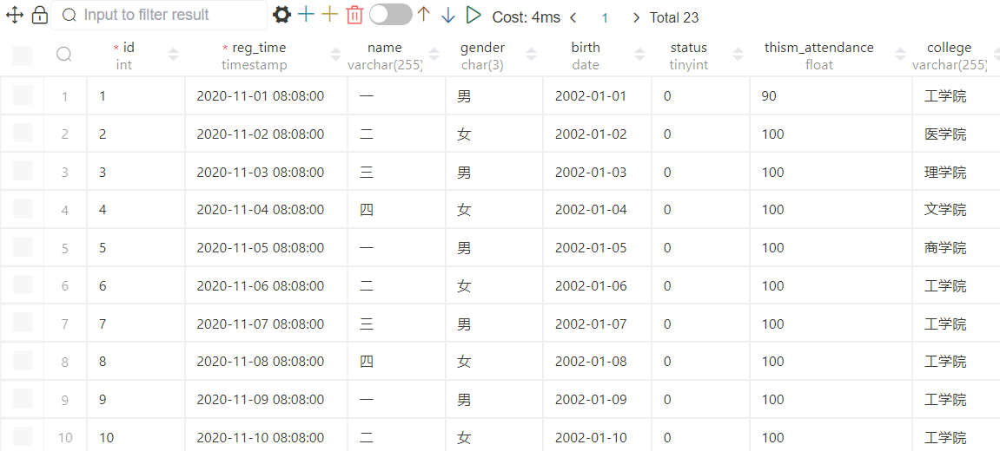 Input to filter result Cost: 4ms 1 Total 23
* id * reg_time name gender birth status thism_attendance college
int timestamp varchar(255) char(3) date tinyint float varchar(255)
1 1 2020-11-01 08:08:00 一 男 2002-01-01 0 90 工学院
2 2 2020-11-02 08:08:00 二 女 2002-01-02 0 100 医学院
3 3 2020-11-03 08:08:00 三 男 2002-01-03 0 100 理学院
4 4 2020-11-04 08:08:00 四 女 2002-01-04 0 100 文学院
5 5 2020-11-05 08:08:00 一 男 2002-01-05 0 100 商学院
6 6 2020-11-06 08:08:00 二 女 2002-01-06 0 100 工学院
7 7 2020-11-07 08:08:00 三 男 2002-01-07 0 100 工学院
8 8 2020-11-08 08:08:00 四 女 2002-01-08 0 100 工学院
9 9 2020-11-09 08:08:00 一 男 2002-01-09 0 100 工学院
10 10 2020-11-10 08:08:00 二 女 2002-01-10 0 100 工学院